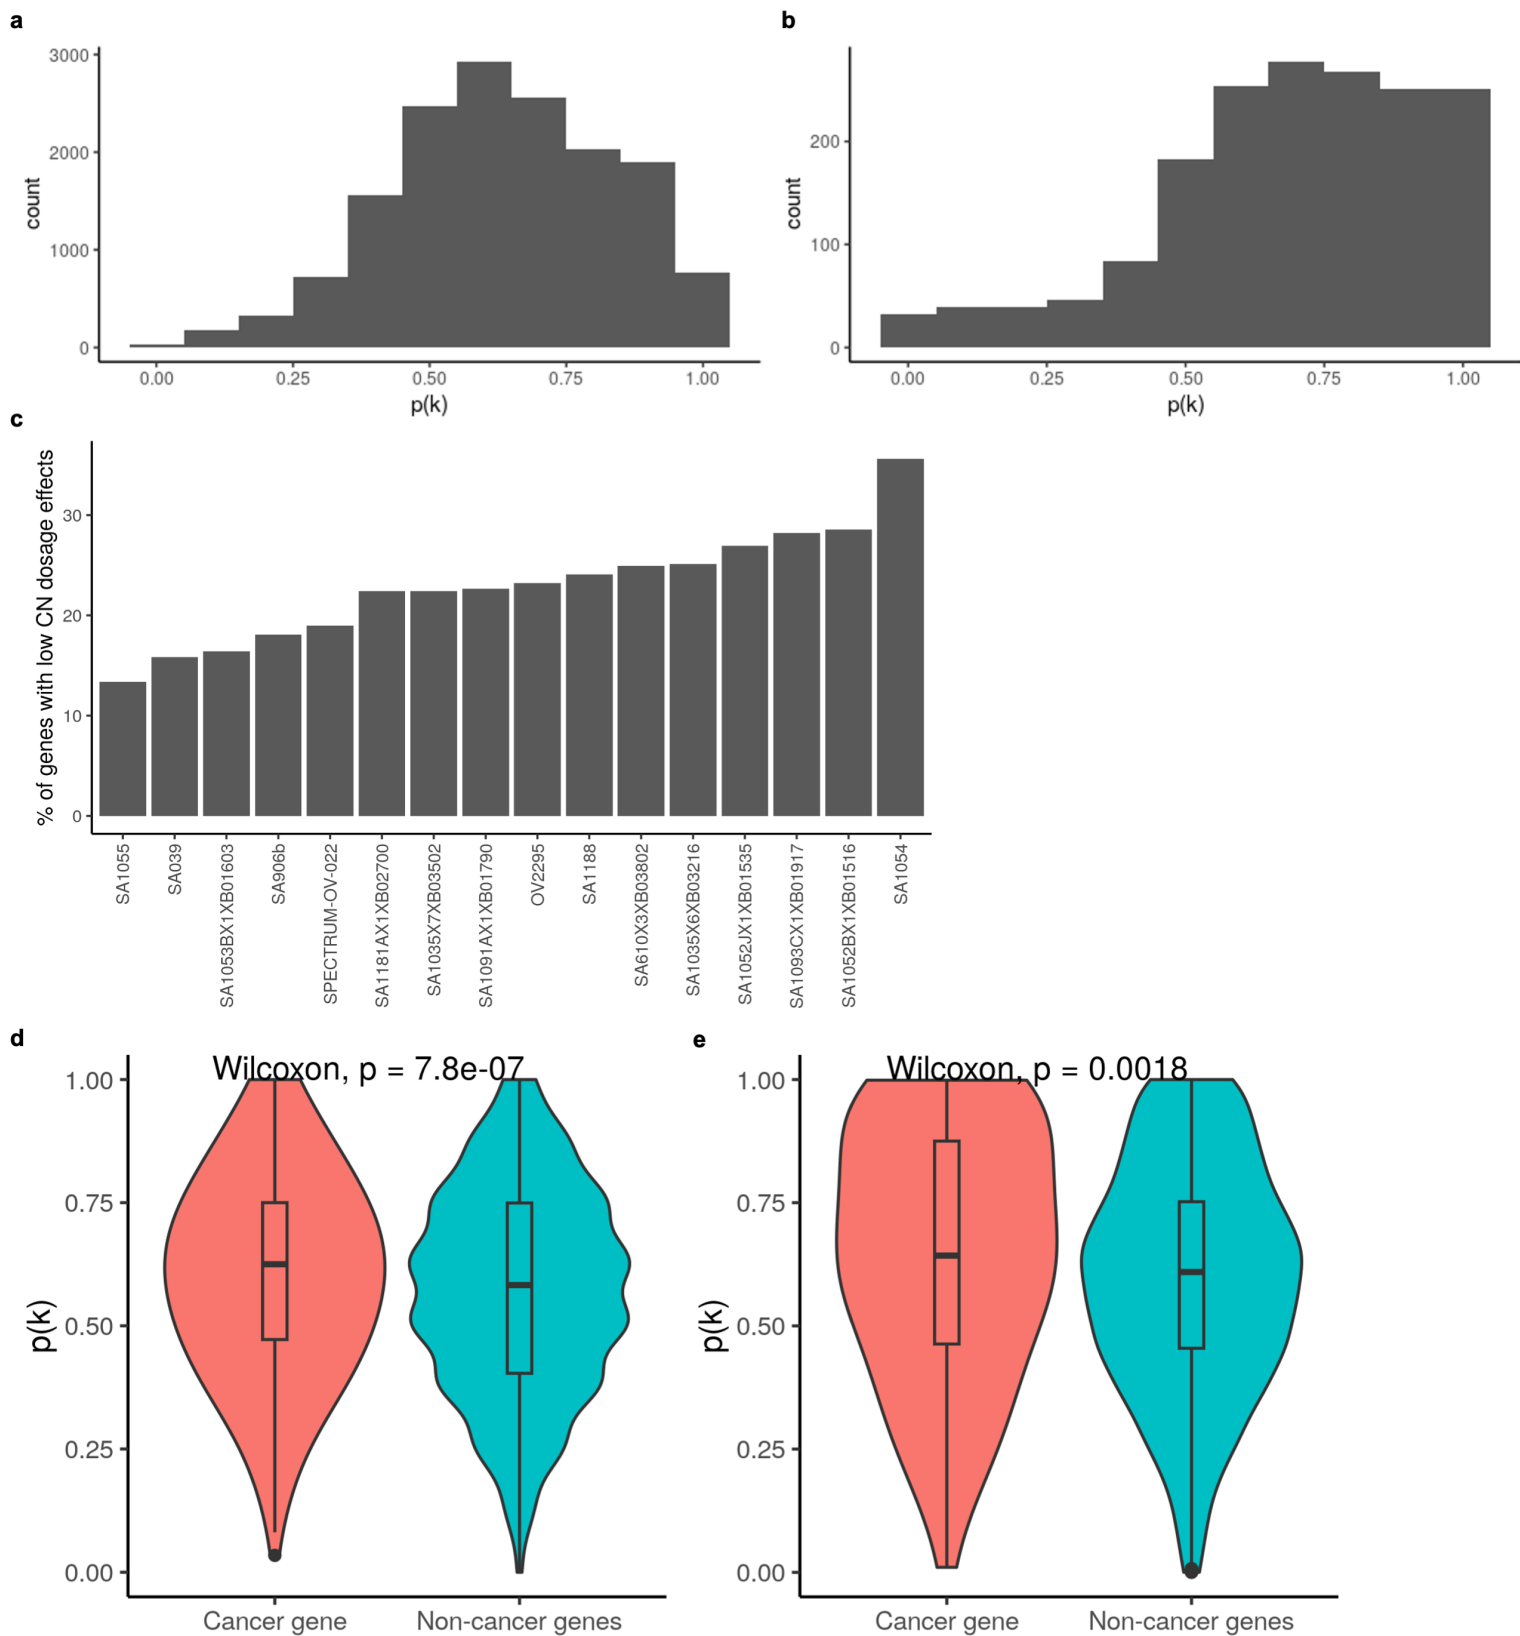 a
3000
2000
1000
0
count
0.00 0.25 0.50 0.75 1.00
p(k)
b
200
100
0
count
0.00 0.25 0.50 0.75 1.00
p(k)
c
% of genes with low CN dosage effects
30
20
10
0
SA1055
SA039
SA1053BX1XB01603
SA906b
SPECTRUM-OV-022
SA1181AX1XB02700
SA1035X7XB03502
SA1091AX1XB01790
OV2295
SA1188
SA610X3XB03802
SA1035X6XB03216
SA1052JX1XB01535
SA1093CX1XB01917
SA1052BX1XB01516
SA1054
d
Wilcoxon, p = 7.8e-07
1.00
0.75
0.50
0.25
0.00
p(k)
Cancer gene Non-cancer genes
e
Wilcoxon, p = 0.0018
1.00
0.75
0.50
0.25
0.00
p(k)
Cancer gene Non-cancer genes